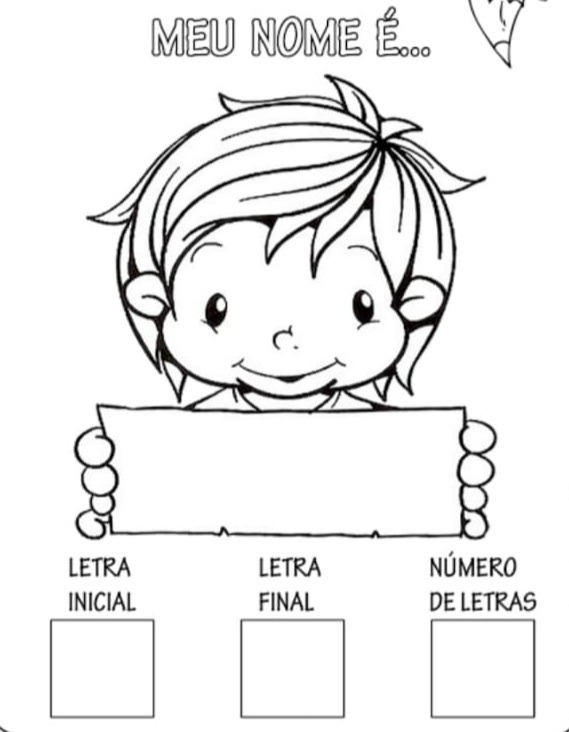 MEU NOME É...
LETRA INICIAL
LETRA FINAL
NÚMERO DE LETRAS